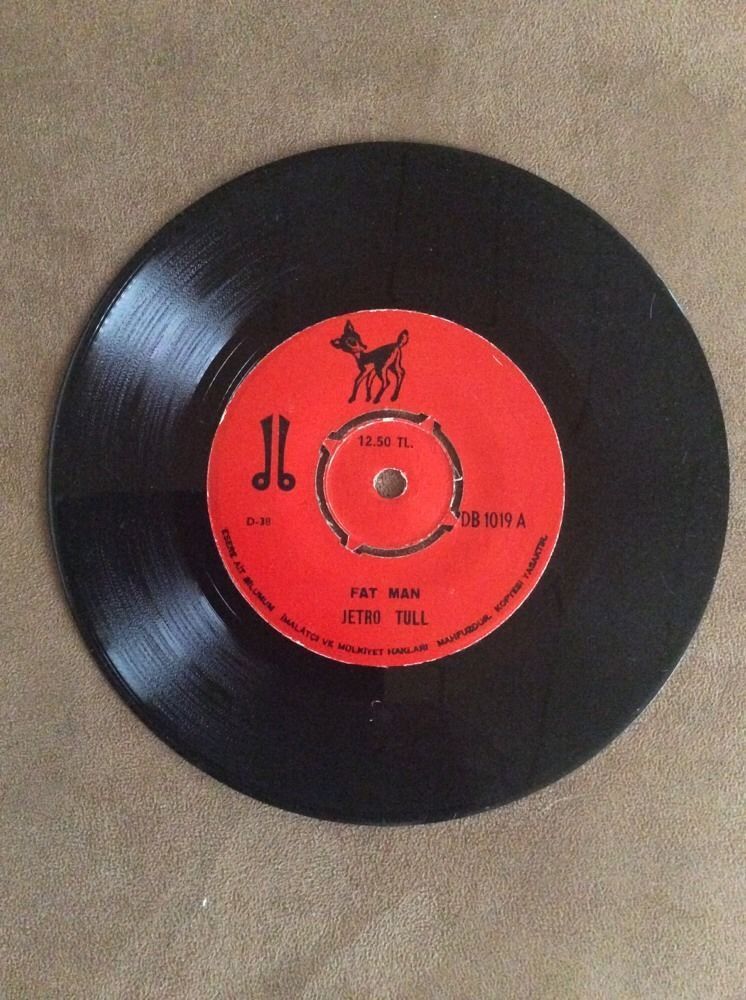 12.50 TL.
D-38
DB 1019 A
FAT MAN
JETRO TULL
ESERE AİT BİLUMUM İMALÂTÇI VE MÜLKİYET HAKLARI MAHFUZDUR. KOPYESİ YASAKTIR.